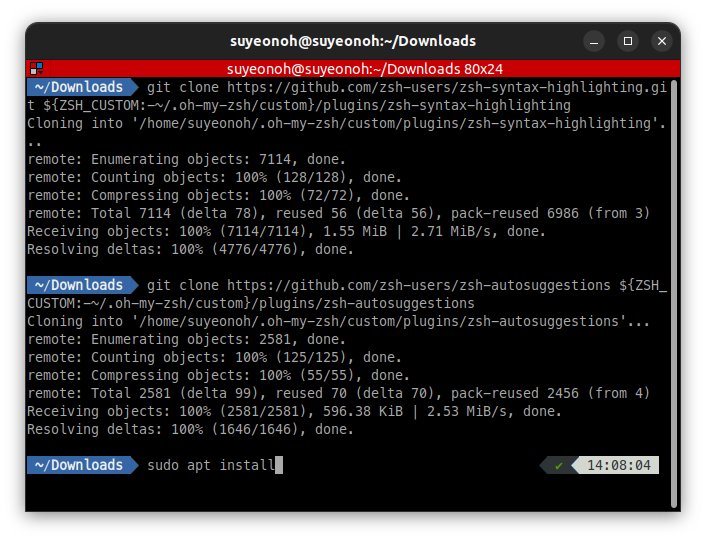 suyeonoh@suyeonoh:~/Downloads
suyeonoh@suyeonoh:~/Downloads 80x24
~/Downloads git clone https://github.com/zsh-users/zsh-syntax-highlighting.gi
t ${ZSH_CUSTOM:-~/.oh-my-zsh/custom}/plugins/zsh-syntax-highlighting
Cloning into '/home/suyeonoh/.oh-my-zsh/custom/plugins/zsh-syntax-highlighting'.
..
remote: Enumerating objects: 7114, done.
remote: Counting objects: 100% (128/128), done.
remote: Compressing objects: 100% (72/72), done.
remote: Total 7114 (delta 78), reused 56 (delta 56), pack-reused 6986 (from 3)
Receiving objects: 100% (7114/7114), 1.55 MiB | 2.71 MiB/s, done.
Resolving deltas: 100% (4776/4776), done.
~/Downloads git clone https://github.com/zsh-users/zsh-autosuggestions ${ZSH_
CUSTOM:-~/.oh-my-zsh/custom}/plugins/zsh-autosuggestions
Cloning into '/home/suyeonoh/.oh-my-zsh/custom/plugins/zsh-autosuggestions'...
remote: Enumerating objects: 2581, done.
remote: Counting objects: 100% (125/125), done.
remote: Compressing objects: 100% (55/55), done.
remote: Total 2581 (delta 99), reused 70 (delta 70), pack-reused 2456 (from 4)
Receiving objects: 100% (2581/2581), 596.38 KiB | 2.53 MiB/s, done.
Resolving deltas: 100% (1646/1646), done.
~/Downloads sudo apt install ✔ 14:08:04